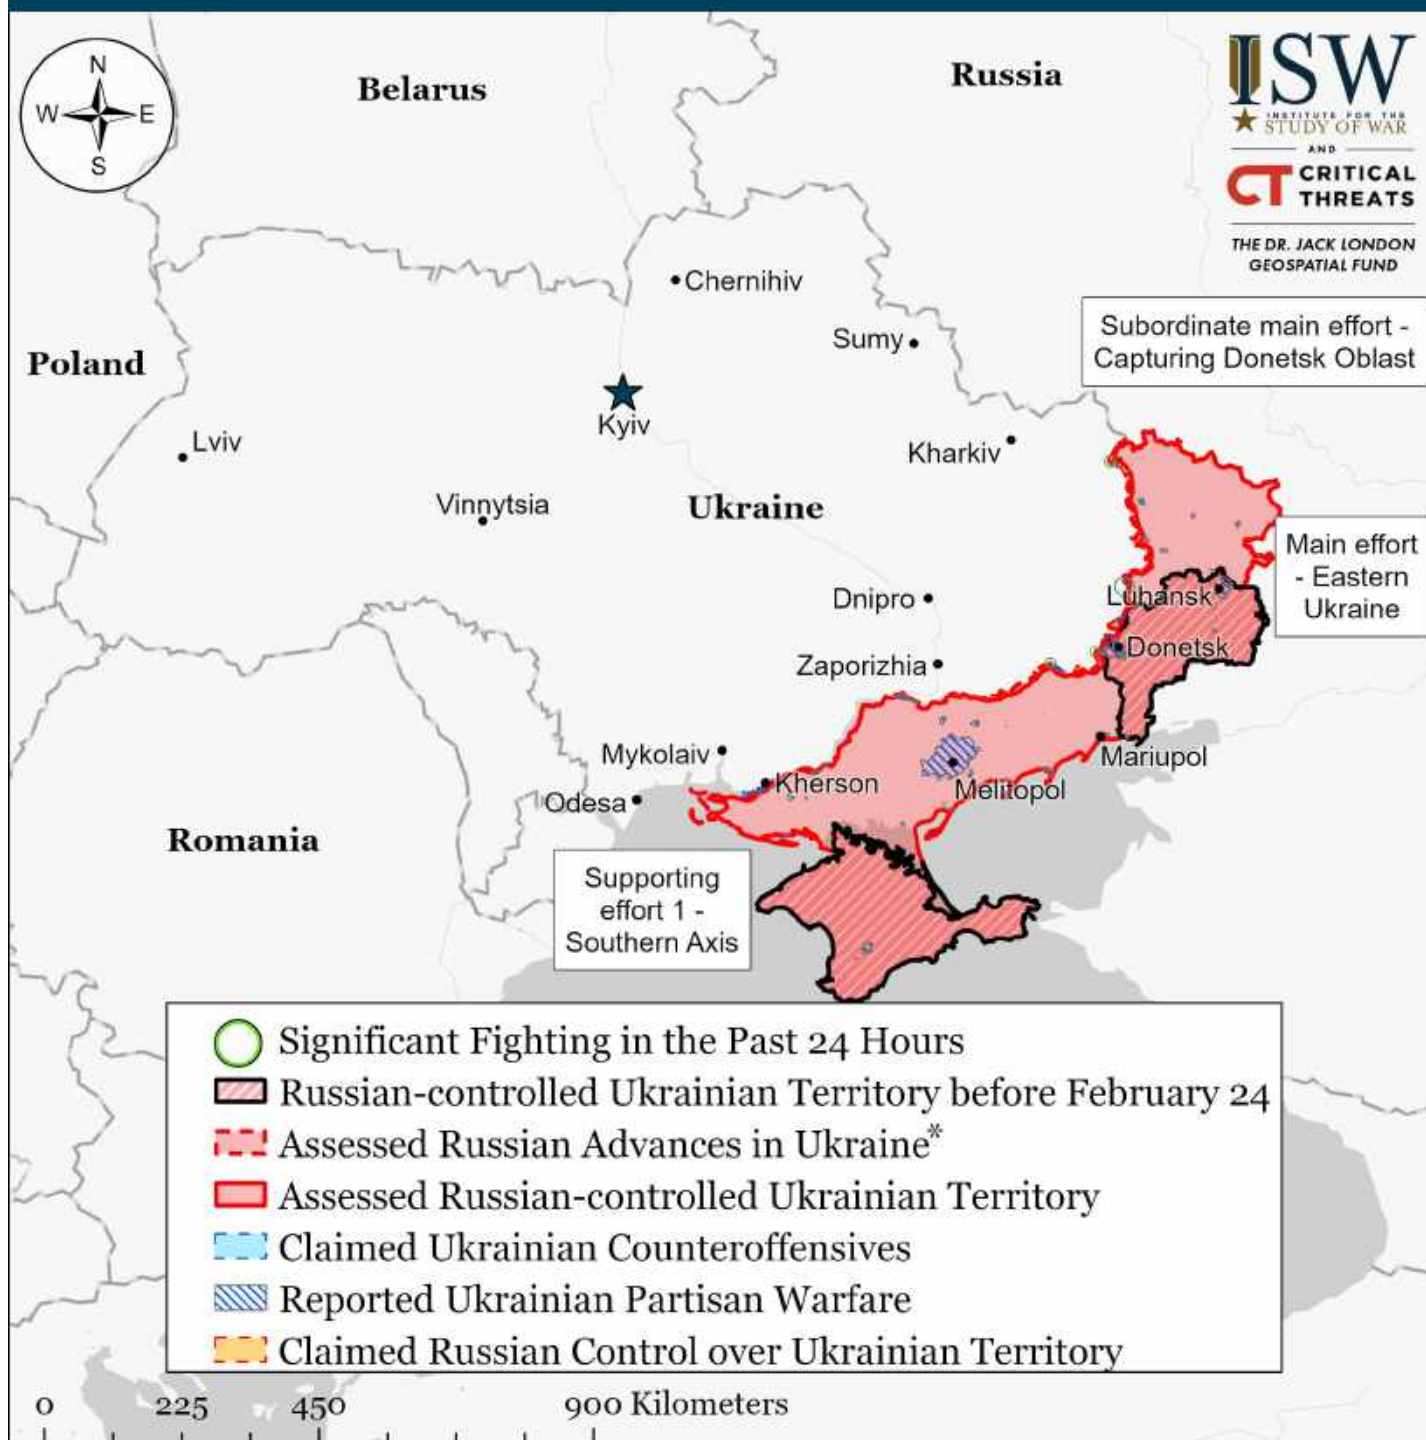 N
W
E
S
Belarus
Russia
ISW
INSTITUTE FOR THE
STUDY OF WAR
AND
CT CRITICAL
THREATS
THE DR. JACK LONDON
GEOSPATIAL FUND
Chernihiv
Sumy
Subordinate main effort -
Capturing Donetsk Oblast
Poland
Kyiv
Lviv
Kharkiv
Vinnytsia
Ukraine
Main effort
- Eastern
Ukraine
Dnipro
Luhansk
Donetsk
Zaporizhia
Mykolaiv
Mariupol
Kherson
Melitopol
Odesa
Romania
Supporting
effort 1 -
Southern Axis
Significant Fighting in the Past 24 Hours
Russian-controlled Ukrainian Territory before February 24
Assessed Russian Advances in Ukraine*
Assessed Russian-controlled Ukrainian Territory
Claimed Ukrainian Counteroffensives
Reported Ukrainian Partisan Warfare
Claimed Russian Control over Ukrainian Territory
0 225 450 900 Kilometers